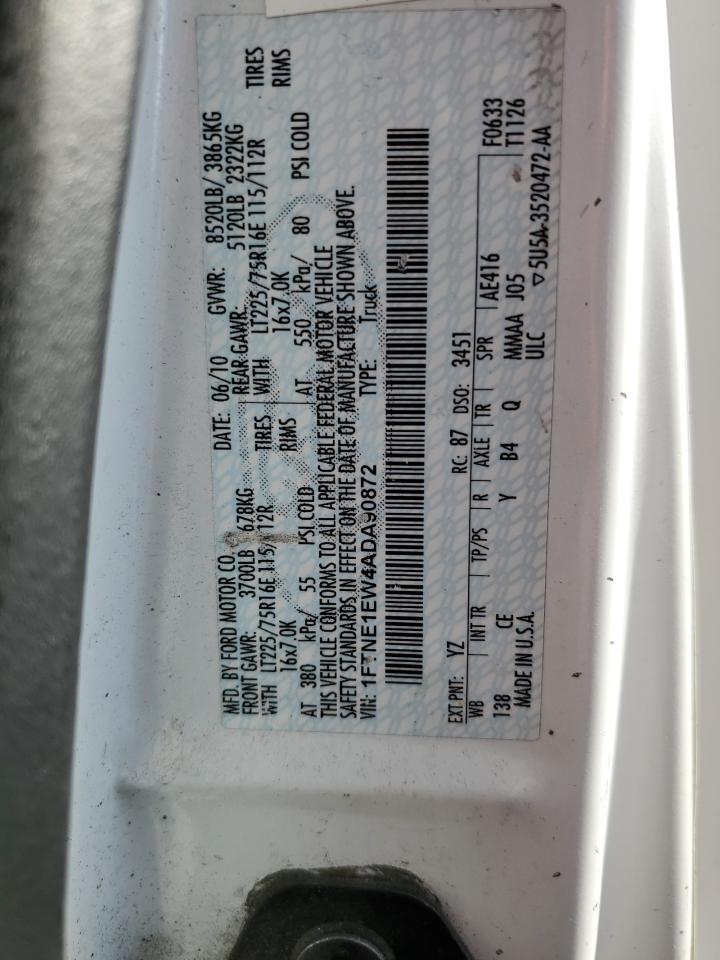 MFD. BY FORD MOTOR CO. DATE: 06/10 GVWR: 8520LB/ 3865KG
FRONT GAWR: 3700LB 678KG REAR GAWR: 5120LB 2322KG
WITH LT225/75R16E 115/112R TIRES WITH LT225/75R16E 115/112R TIRES
16x7.0K RIMS 16x7.0K RIMS
AT 380 kPa/ 55 PSI COLD AT 550 kPa/ 80 PSI COLD
THIS VEHICLE CONFORMS TO ALL APPLICABLE FEDERAL MOTOR VEHICLE
SAFETY STANDARDS IN EFFECT ON THE DATE OF MANUFACTURE SHOWN ABOVE.
VIN: 1FTNE1EW4ADA90872 TYPE: Truck
EXT PNT: YZ RC: 87 DSO: 3451
WB INT TR TP/PS R AXLE TR SPR AE416 F0633
138 CE Y B4 Q MMAA J05 T1126
MADE IN U.S.A. ULC ▽5U5A-3520472-AA